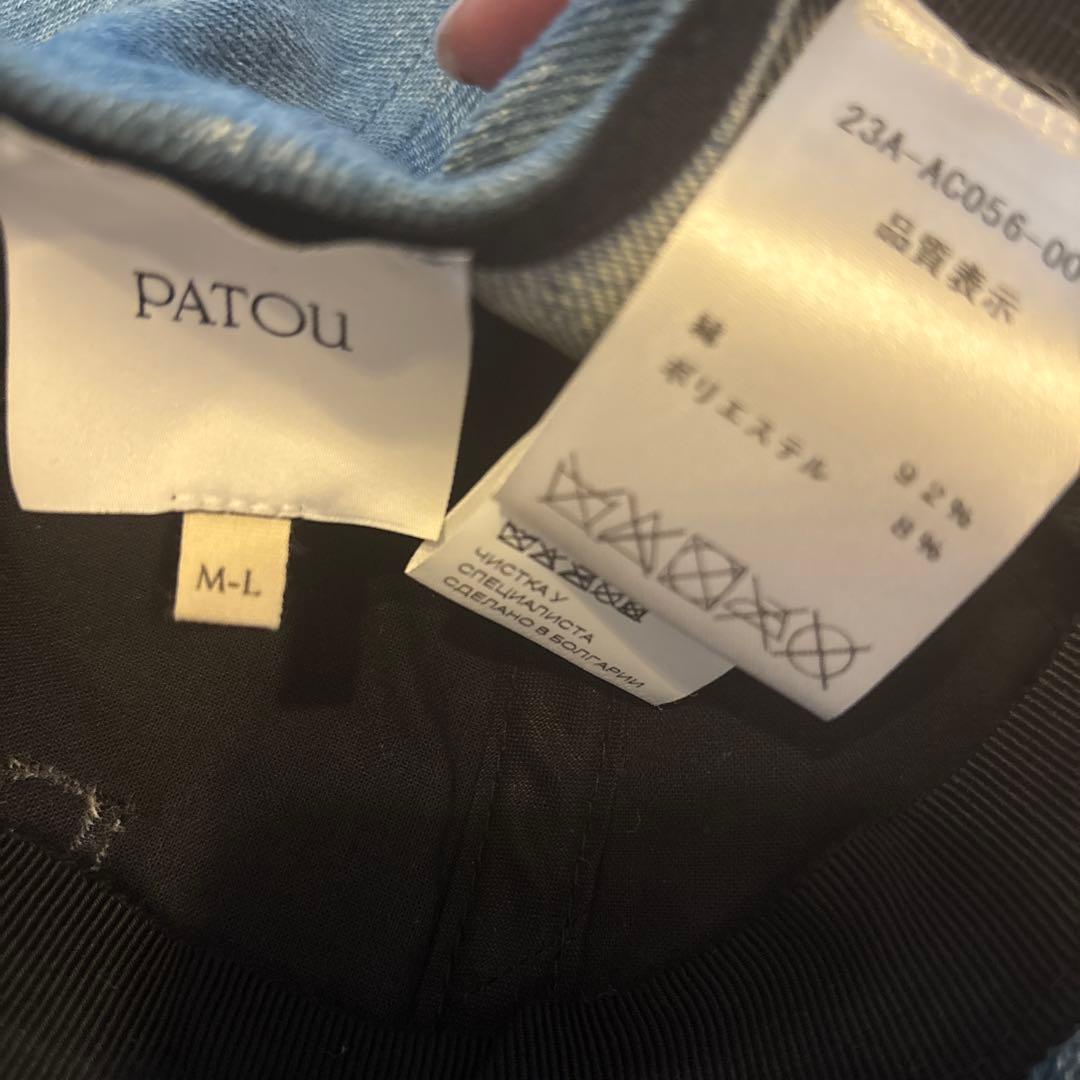 PATOU
M-L
23A-AC056-00
品質表示
綿 92%
ポリエステル 8%
ЧИСТКА У
СПЕЦИАЛИСТА
СДЕЛАНО В БОЛГАРИИ